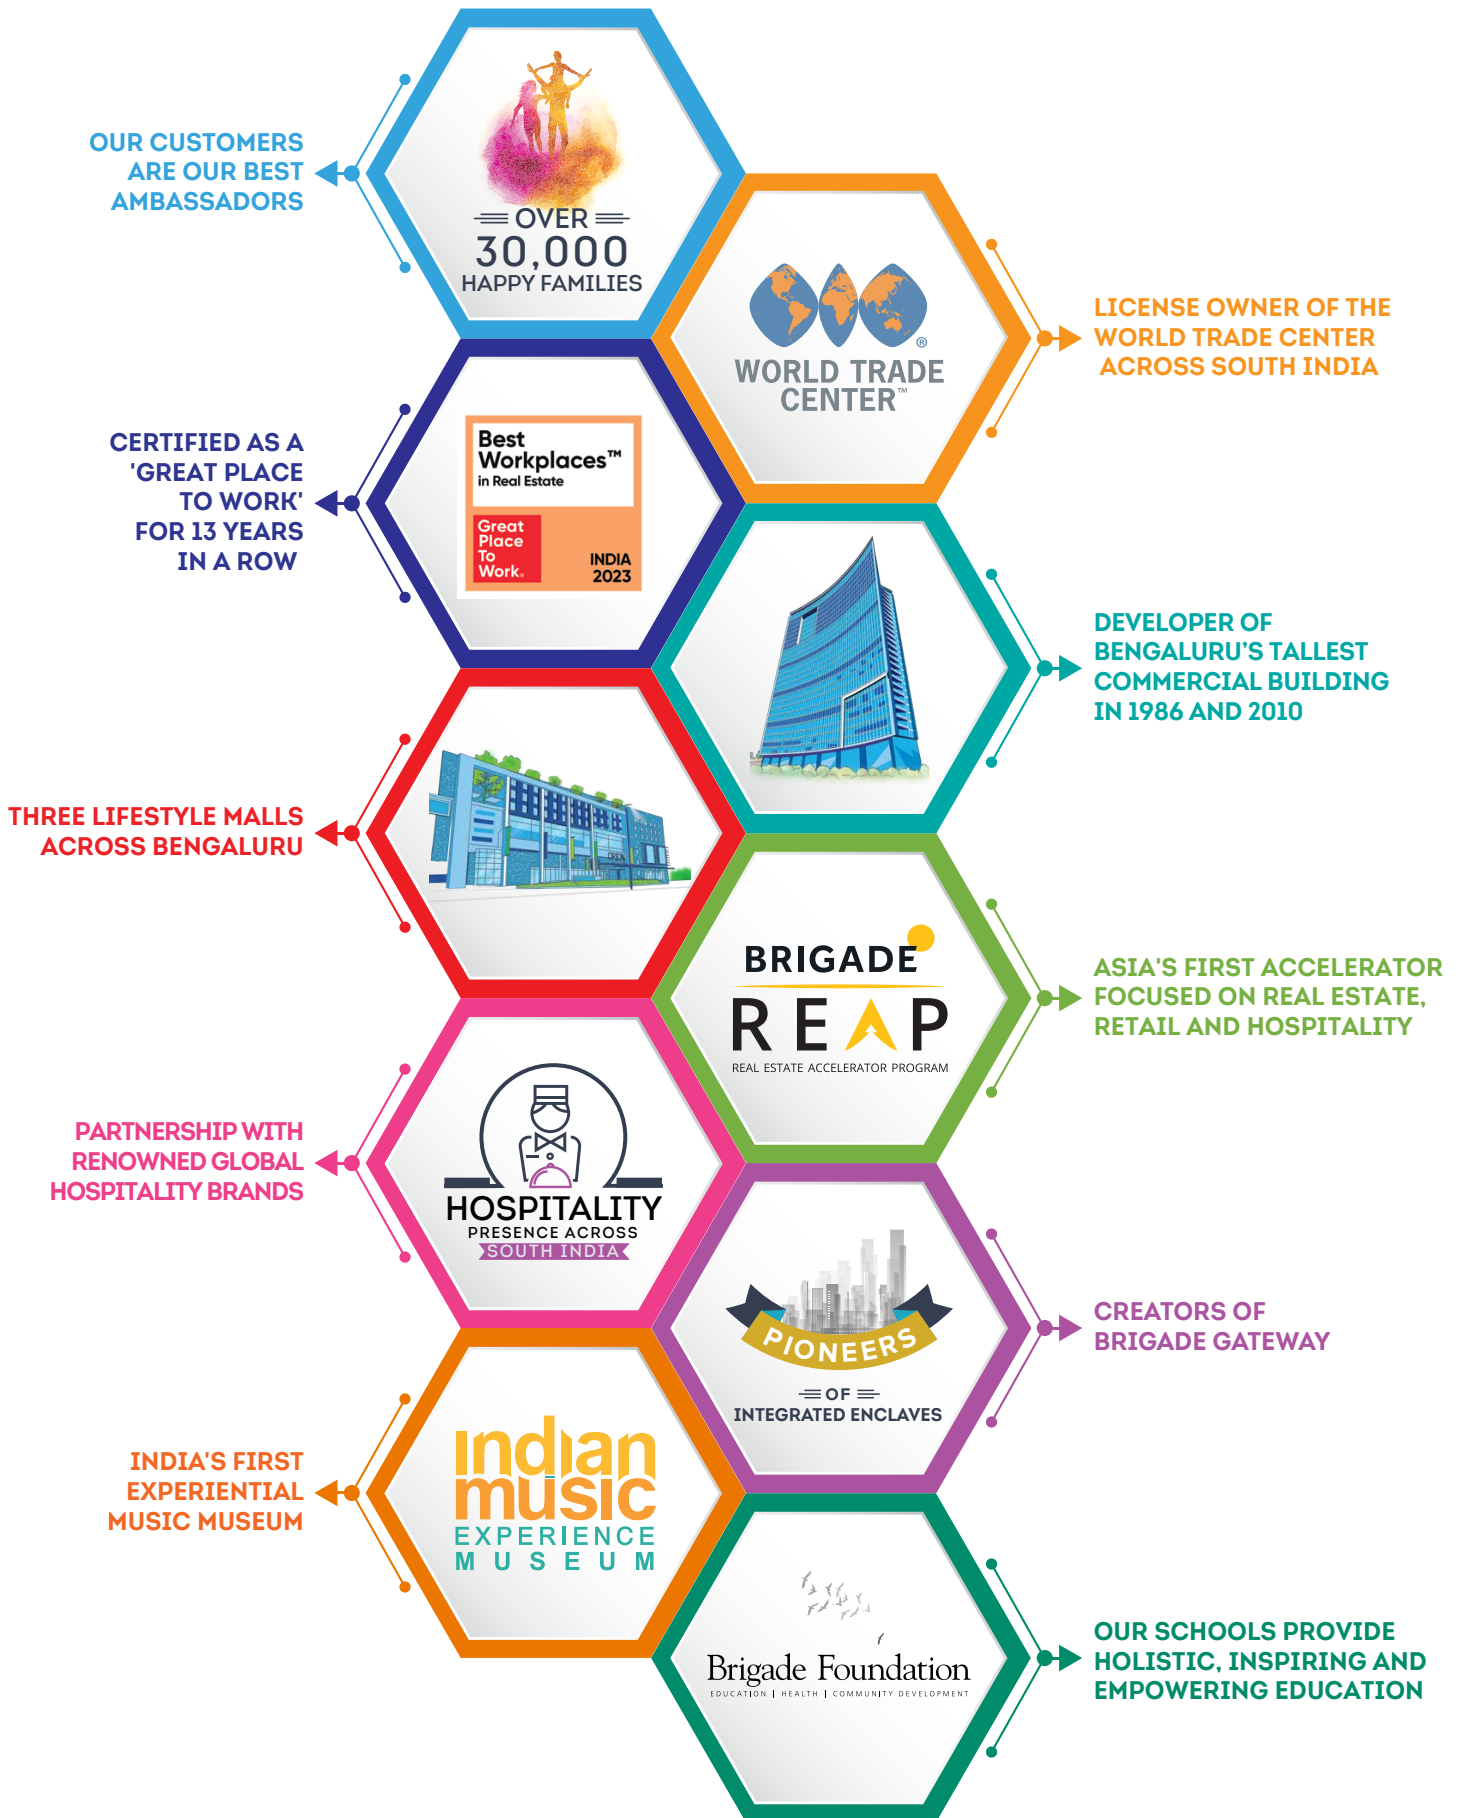 OUR CUSTOMERS
ARE OUR BEST
AMBASSADORS
OVER
30,000
HAPPY FAMILIES
®
WORLD TRADE
CENTER™
LICENSE OWNER OF THE
WORLD TRADE CENTER
ACROSS SOUTH INDIA
CERTIFIED AS A
'GREAT PLACE
TO WORK'
FOR 13 YEARS
IN A ROW
Best
Workplaces™
in Real Estate
Great
Place
To
Work.
INDIA
2023
DEVELOPER OF
BENGALURU'S TALLEST
COMMERCIAL BUILDING
IN 1986 AND 2010
THREE LIFESTYLE MALLS
ACROSS BENGALURU
ORION
BRIGADE
REAP
REAL ESTATE ACCELERATOR PROGRAM
ASIA'S FIRST ACCELERATOR
FOCUSED ON REAL ESTATE,
RETAIL AND HOSPITALITY
PARTNERSHIP WITH
RENOWNED GLOBAL
HOSPITALITY BRANDS
HOSPITALITY
PRESENCE ACROSS
SOUTH INDIA
PIONEERS
OF
INTEGRATED ENCLAVES
CREATORS OF
BRIGADE GATEWAY
INDIA'S FIRST
EXPERIENTIAL
MUSIC MUSEUM
indian
music
EXPERIENCE
MUSEUM
Brigade Foundation
EDUCATION | HEALTH | COMMUNITY DEVELOPMENT
OUR SCHOOLS PROVIDE
HOLISTIC, INSPIRING AND
EMPOWERING EDUCATION